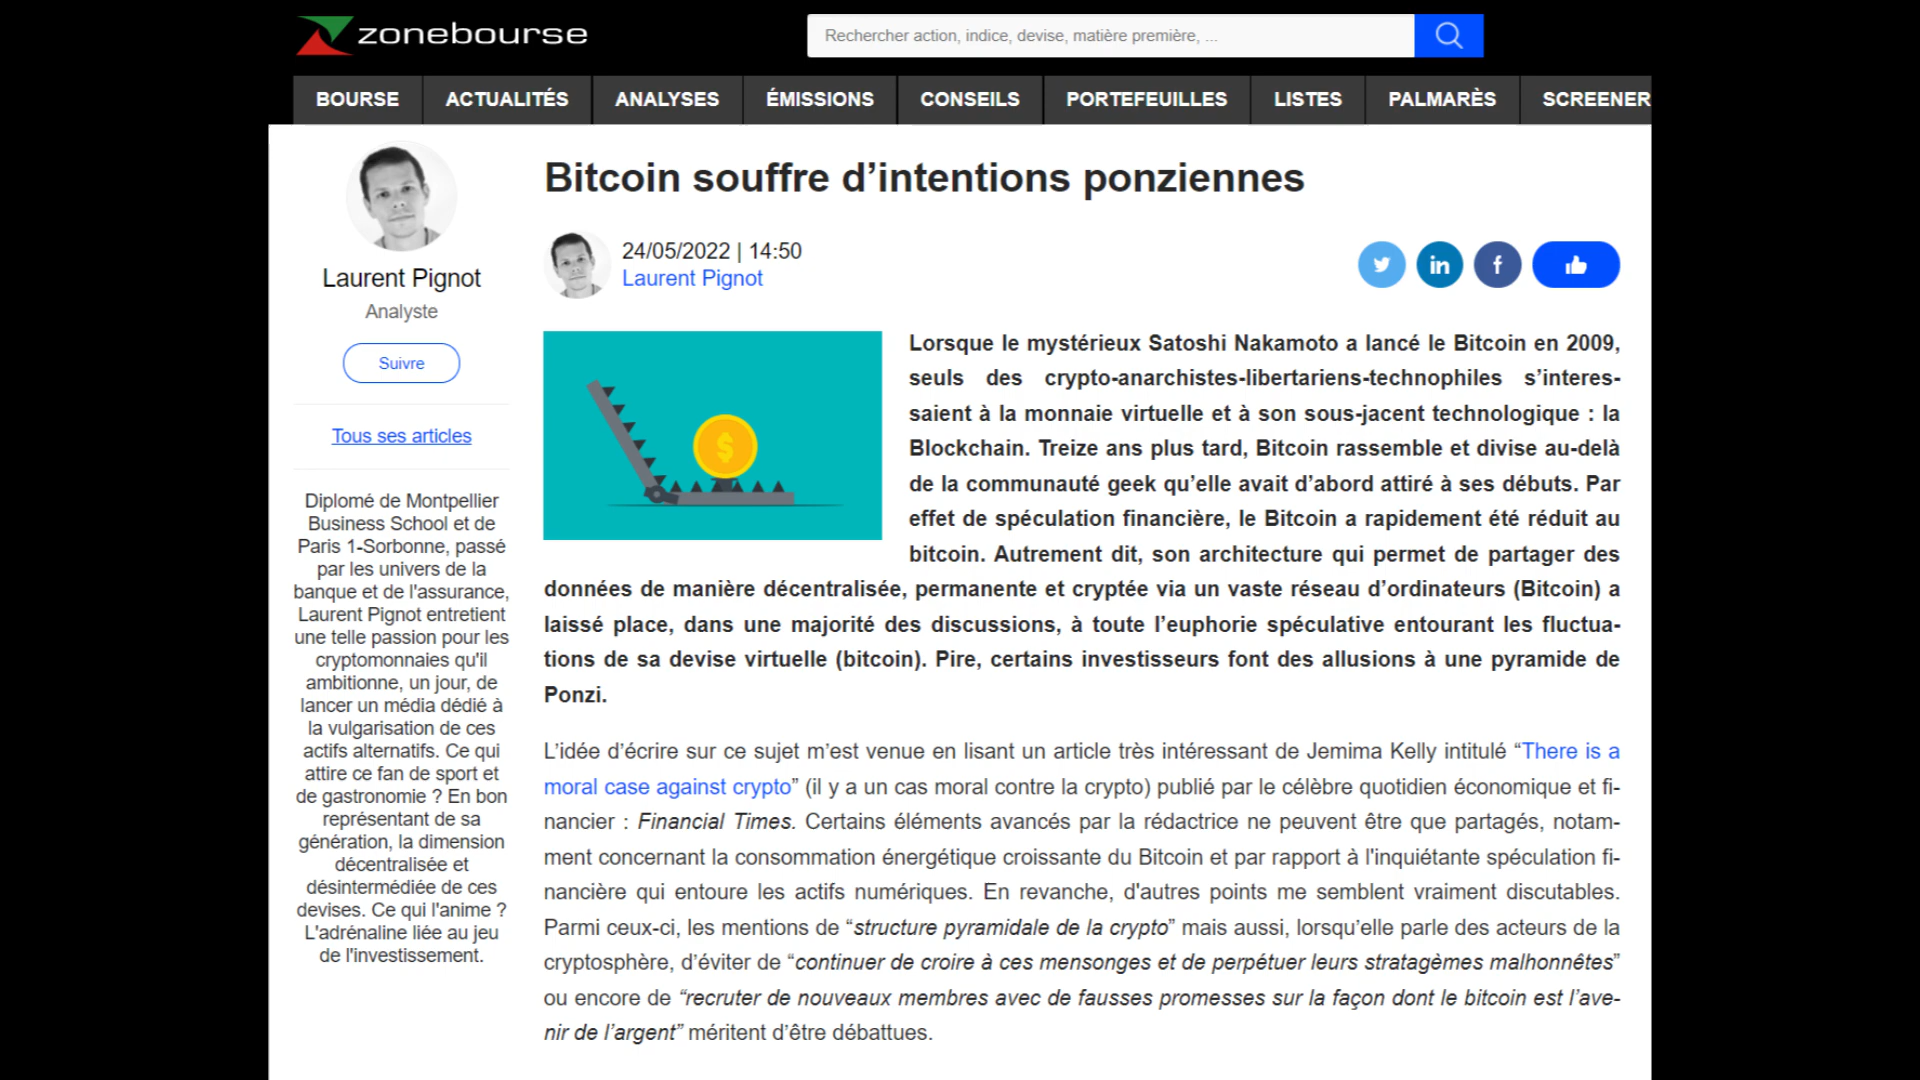 zonebourse
Rechercher action, indice, devise, matière première, ...
BOURSE
ACTUALITÉS
ANALYSES
ÉMISSIONS
CONSEILS
PORTEFEUILLES
LISTES
PALMARÈS
SCREENER
Laurent Pignot
Analyste
Suivre
Tous ses articles
Diplomé de Montpellier
Business School et de
Paris 1-Sorbonne, passé
par les univers de la
banque et de l'assurance,
Laurent Pignot entretient
une telle passion pour les
cryptomonnaies qu'il
ambitionne, un jour, de
lancer un média dédié à
la vulgarisation de ces
actifs alternatifs. Ce qui
attire ce fan de sport et
de gastronomie ? En bon
représentant de sa
génération, la dimension
décentralisée et
désintermédiée de ces
devises. Ce qui l'anime ?
L'adrénaline liée au jeu
de l'investissement.
Bitcoin souffre d’intentions ponziennes
24/05/2022 | 14:50
Laurent Pignot
Lorsque le mystérieux Satoshi Nakamoto a lancé le Bitcoin en 2009,
seuls des crypto-anarchistes-libertariens-technophiles s’interes-
saient à la monnaie virtuelle et à son sous-jacent technologique : la
Blockchain. Treize ans plus tard, Bitcoin rassemble et divise au-delà
de la communauté geek qu’elle avait d’abord attiré à ses débuts. Par
effet de spéculation financière, le Bitcoin a rapidement été réduit au
bitcoin. Autrement dit, son architecture qui permet de partager des
données de manière décentralisée, permanente et cryptée via un vaste réseau d’ordinateurs (Bitcoin) a
laissé place, dans une majorité des discussions, à toute l’euphorie spéculative entourant les fluctua-
tions de sa devise virtuelle (bitcoin). Pire, certains investisseurs font des allusions à une pyramide de
Ponzi.
L’idée d’écrire sur ce sujet m’est venue en lisant un article très intéressant de Jemima Kelly intitulé “There is a
moral case against crypto” (il y a un cas moral contre la crypto) publié par le célèbre quotidien économique et fi-
nancier : Financial Times. Certains éléments avancés par la rédactrice ne peuvent être que partagés, notam-
ment concernant la consommation énergétique croissante du Bitcoin et par rapport à l'inquiétante spéculation fi-
nancière qui entoure les actifs numériques. En revanche, d'autres points me semblent vraiment discutables.
Parmi ceux-ci, les mentions de “structure pyramidale de la crypto” mais aussi, lorsqu’elle parle des acteurs de la
cryptosphère, d’éviter de “continuer de croire à ces mensonges et de perpétuer leurs stratagèmes malhonnêtes”
ou encore de “recruter de nouveaux membres avec de fausses promesses sur la façon dont le bitcoin est l’ave-
nir de l’argent” méritent d’être débattues.